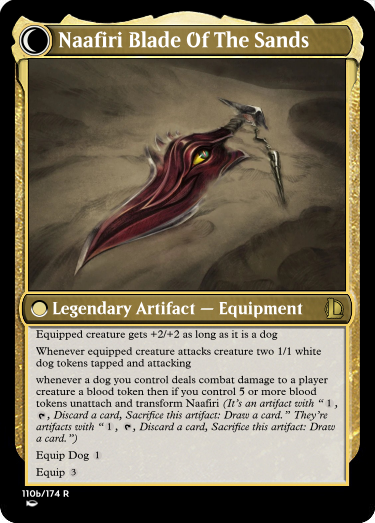 Naafiri Blade Of The Sands
Legendary Artifact — Equipment
Equipped creature gets +2/+2 as long as it is a dog
Whenever equipped creature attacks creature two 1/1 white
dog tokens tapped and attacking
whenever a dog you control deals combat damage to a player
creature a blood token then if you control 5 or more blood
tokens unattach and transform Naafiri (It's an artifact with “ 1 ,
, Discard a card, Sacrifice this artifact: Draw a card.” They're
artifacts with “ 1 , , Discard a card, Sacrifice this artifact: Draw
a card.”)
Equip Dog 1
Equip 3
110b/174 R